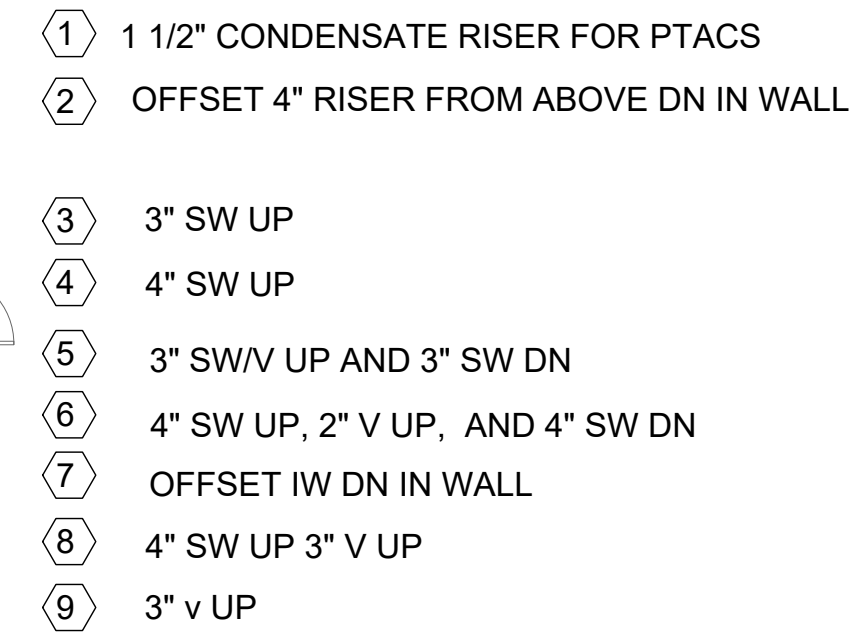 1 1 1/2" CONDENSATE RISER FOR PTACS
2 OFFSET 4" RISER FROM ABOVE DN IN WALL
3 3" SW UP
4 4" SW UP
5 3" SW/V UP AND 3" SW DN
6 4" SW UP, 2" V UP, AND 4" SW DN
7 OFFSET IW DN IN WALL
8 4" SW UP 3" V UP
9 3" v UP